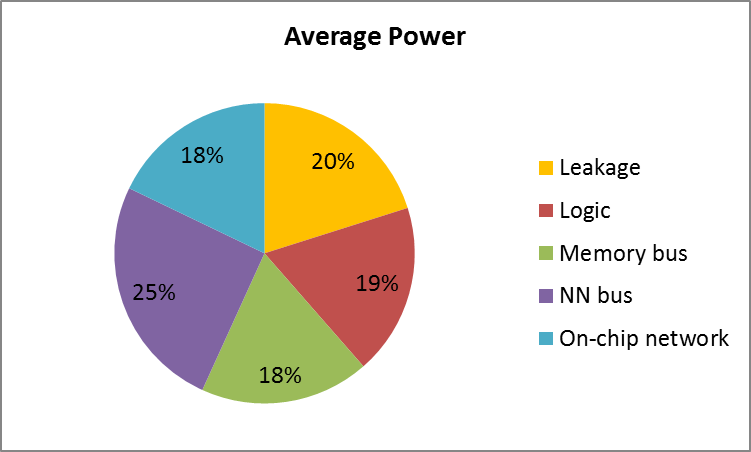 Average Power
18%
20%
25%
19%
18%
Leakage
Logic
Memory bus
NN bus
On-chip network